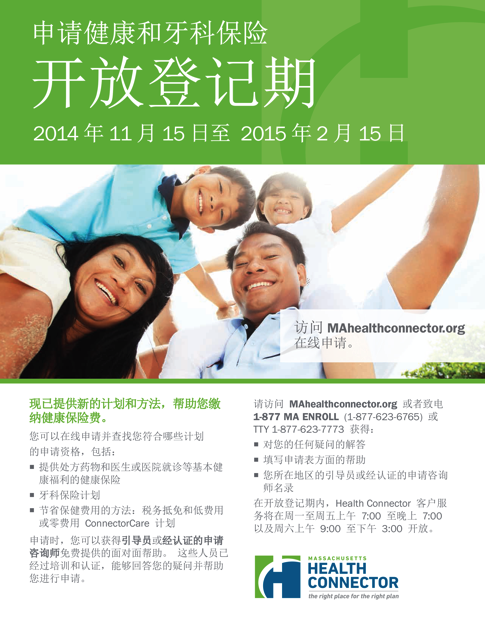 申请健康和牙科保险
开放登记期
2014 年 11 月 15 日至 2015 年 2 月 15 日
访问 MAhealthconnector.org
在线申请。
现已提供新的计划和方法，帮助您缴
纳健康保险费。
您可以在线申请并查找您符合哪些计划
的申请资格，包括：
■ 提供处方药物和医生或医院就诊等基本健
康福利的健康保险
■ 牙科保险计划
■ 节省保健费用的方法：税务抵免和低费用
或零费用 ConnectorCare 计划
申请时，您可以获得引导员或经认证的申请
咨询师免费提供的面对面帮助。 这些人员已
经过培训和认证，能够回答您的疑问并帮助
您进行申请。
请访问 MAhealthconnector.org 或者致电
1-877 MA ENROLL (1-877-623-6765) 或
TTY 1-877-623-7773 获得：
■ 对您的任何疑问的解答
■ 填写申请表方面的帮助
■ 您所在地区的引导员或经认证的申请咨询
师名录
在开放登记期内，Health Connector 客户服
务将在周一至周五上午 7:00 至晚上 7:00
以及周六上午 9:00 至下午 3:00 开放。
MASSACHUSETTS
HEALTH
CONNECTOR
the right place for the right plan